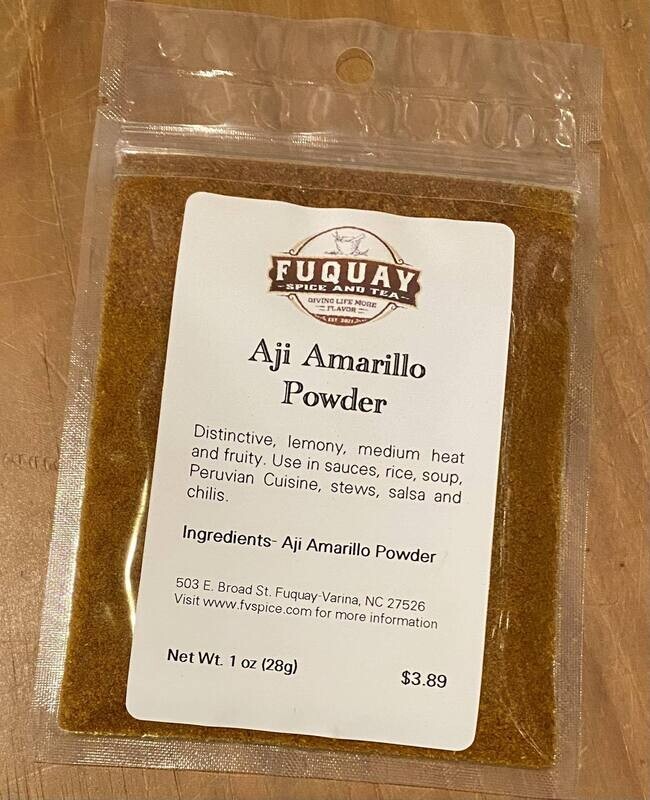 FUQUAY
SPICE AND TEA
GIVING LIFE MORE
FLAVOR
EST 2021
Aji Amarillo
Powder
Distinctive, lemony, medium heat
and fruity. Use in sauces, rice, soup,
Peruvian Cuisine, stews, salsa and
chilis.
Ingredients- Aji Amarillo Powder
503 E. Broad St. Fuquay-Varina, NC 27526
Visit www.fvspice.com for more information
Net Wt. 1 oz (28g)
$3.89